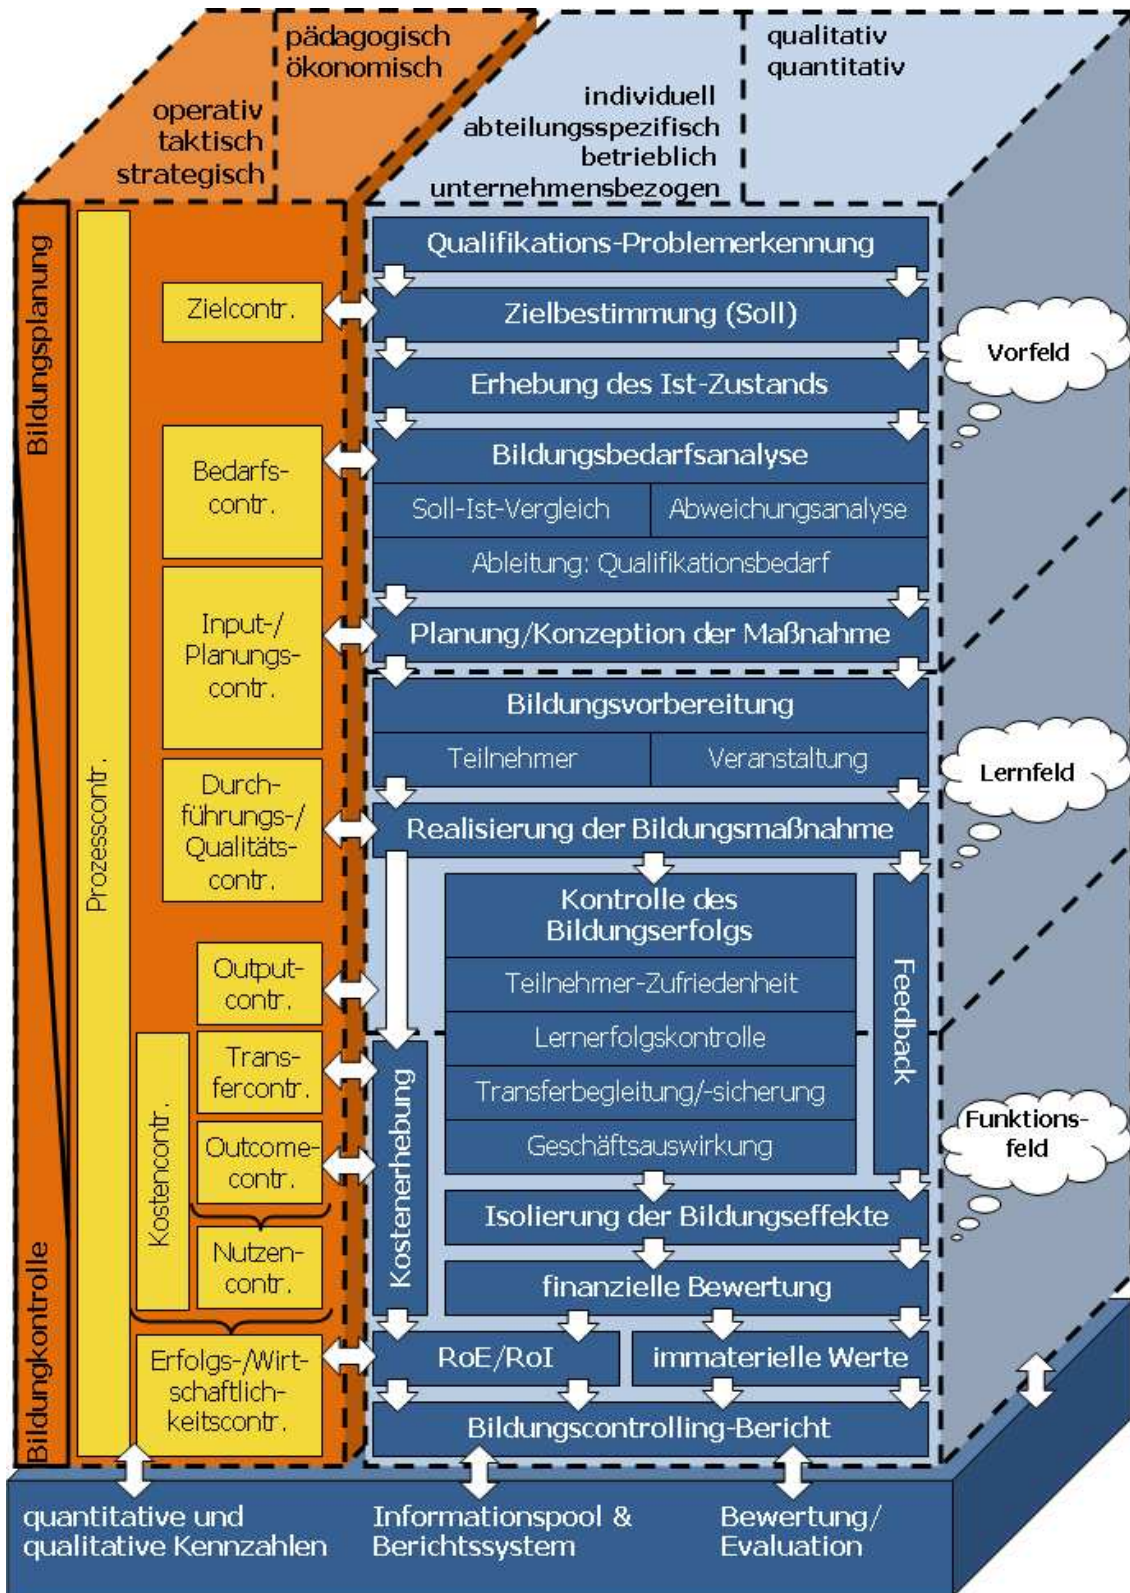 pädagogisch
ökonomisch
operativ
taktisch
strategisch
qualitativ
quantitativ
individuell
abteilungsspezifisch
betrieblich
unternehmensbezogen
Bildungsplanung
Bildungkontrolle
Prozesscontr.
Zielcontr.
Bedarfs-
contr.
Input-/
Planungs-
contr.
Durch-
führungs-/
Qualitäts-
contr.
Output-
contr.
Kostencontr.
Trans-
fercontr.
Outcome-
contr.
Nutzen-
contr.
Erfolgs-/Wirt-
schaftlich-
keitscontr.
Qualifikations-Problemerkennung
Zielbestimmung (Soll)
Erhebung des Ist-Zustands
Bildungsbedarfsanalyse
Soll-Ist-Vergleich
Abweichungsanalyse
Ableitung: Qualifikationsbedarf
Planung/Konzeption der Maßnahme
Bildungsvorbereitung
Teilnehmer
Veranstaltung
Realisierung der Bildungsmaßnahme
Kontrolle des
Bildungserfolgs
Teilnehmer-Zufriedenheit
Lernerfolgskontrolle
Transferbegleitung/-sicherung
Geschäftsauswirkung
Feedback
Kostenerhebung
Isolierung der Bildungseffekte
finanzielle Bewertung
RoE/RoI
immaterielle Werte
Bildungscontrolling-Bericht
Vorfeld
Lernfeld
Funktions-
feld
quantitative und
qualitative Kennzahlen
Informationspool &
Berichtssystem
Bewertung/
Evaluation